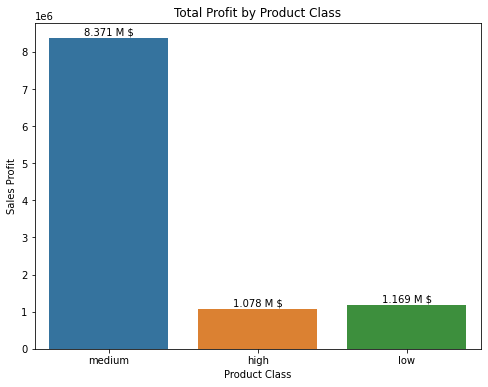 Total Profit by Product Class
1e6
8.371 M $
1.078 M $
1.169 M $
8
7
6
5
4
3
2
1
0
Sales Profit
medium high low
Product Class